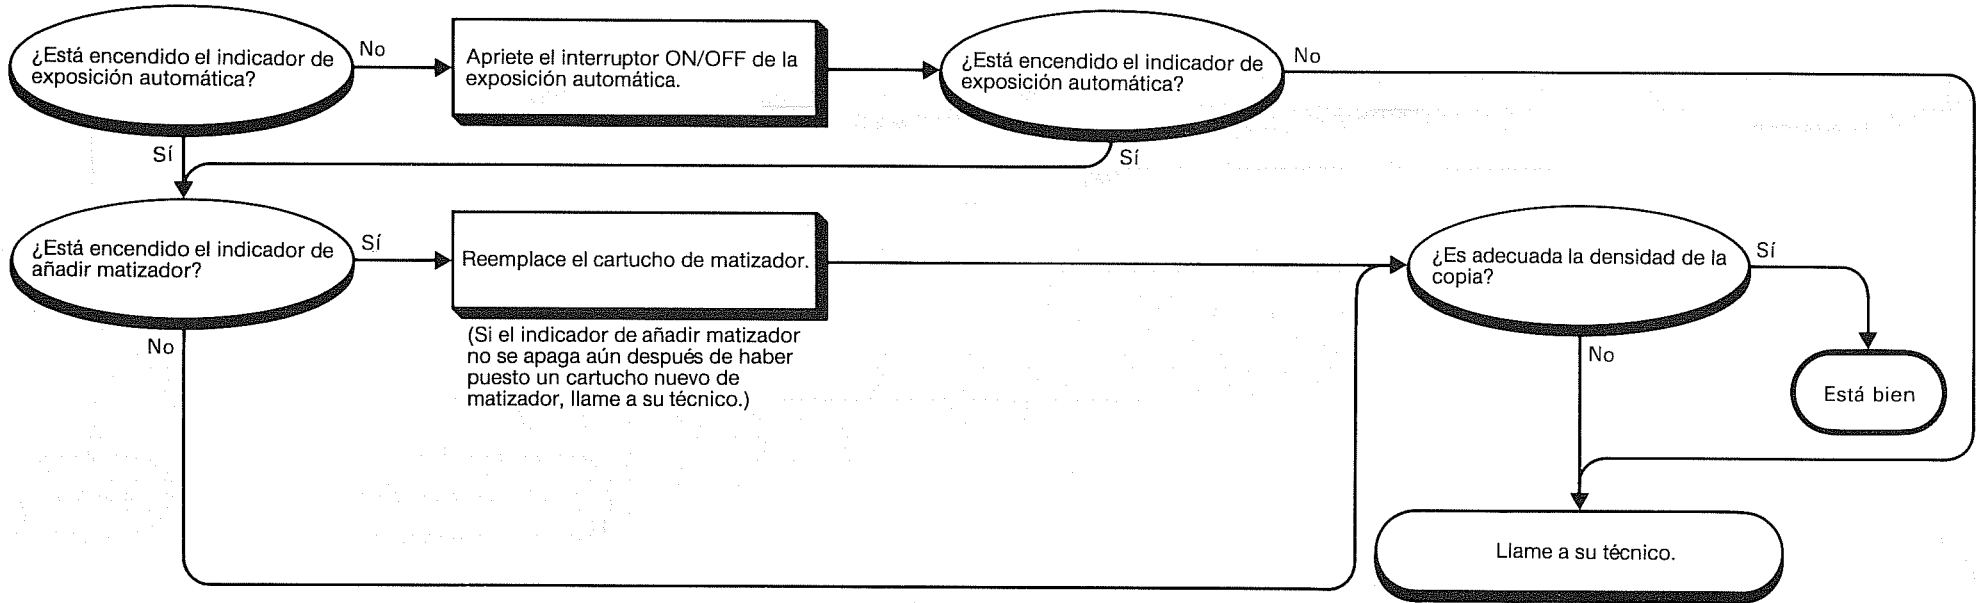 ¿Está encendido el indicador de
exposición automática?
No
Apriete el interruptor ON/OFF de la
exposición automática.
¿Está encendido el indicador de
exposición automática?
No
Sí
Sí
¿Está encendido el indicador de
añadir matizador?
Sí
Reemplace el cartucho de matizador.
(Si el indicador de añadir matizador
no se apaga aún después de haber
puesto un cartucho nuevo de
matizador, llame a su técnico.)
No
¿Es adecuada la densidad de la
copia?
Sí
No
Está bien
Llame a su técnico.